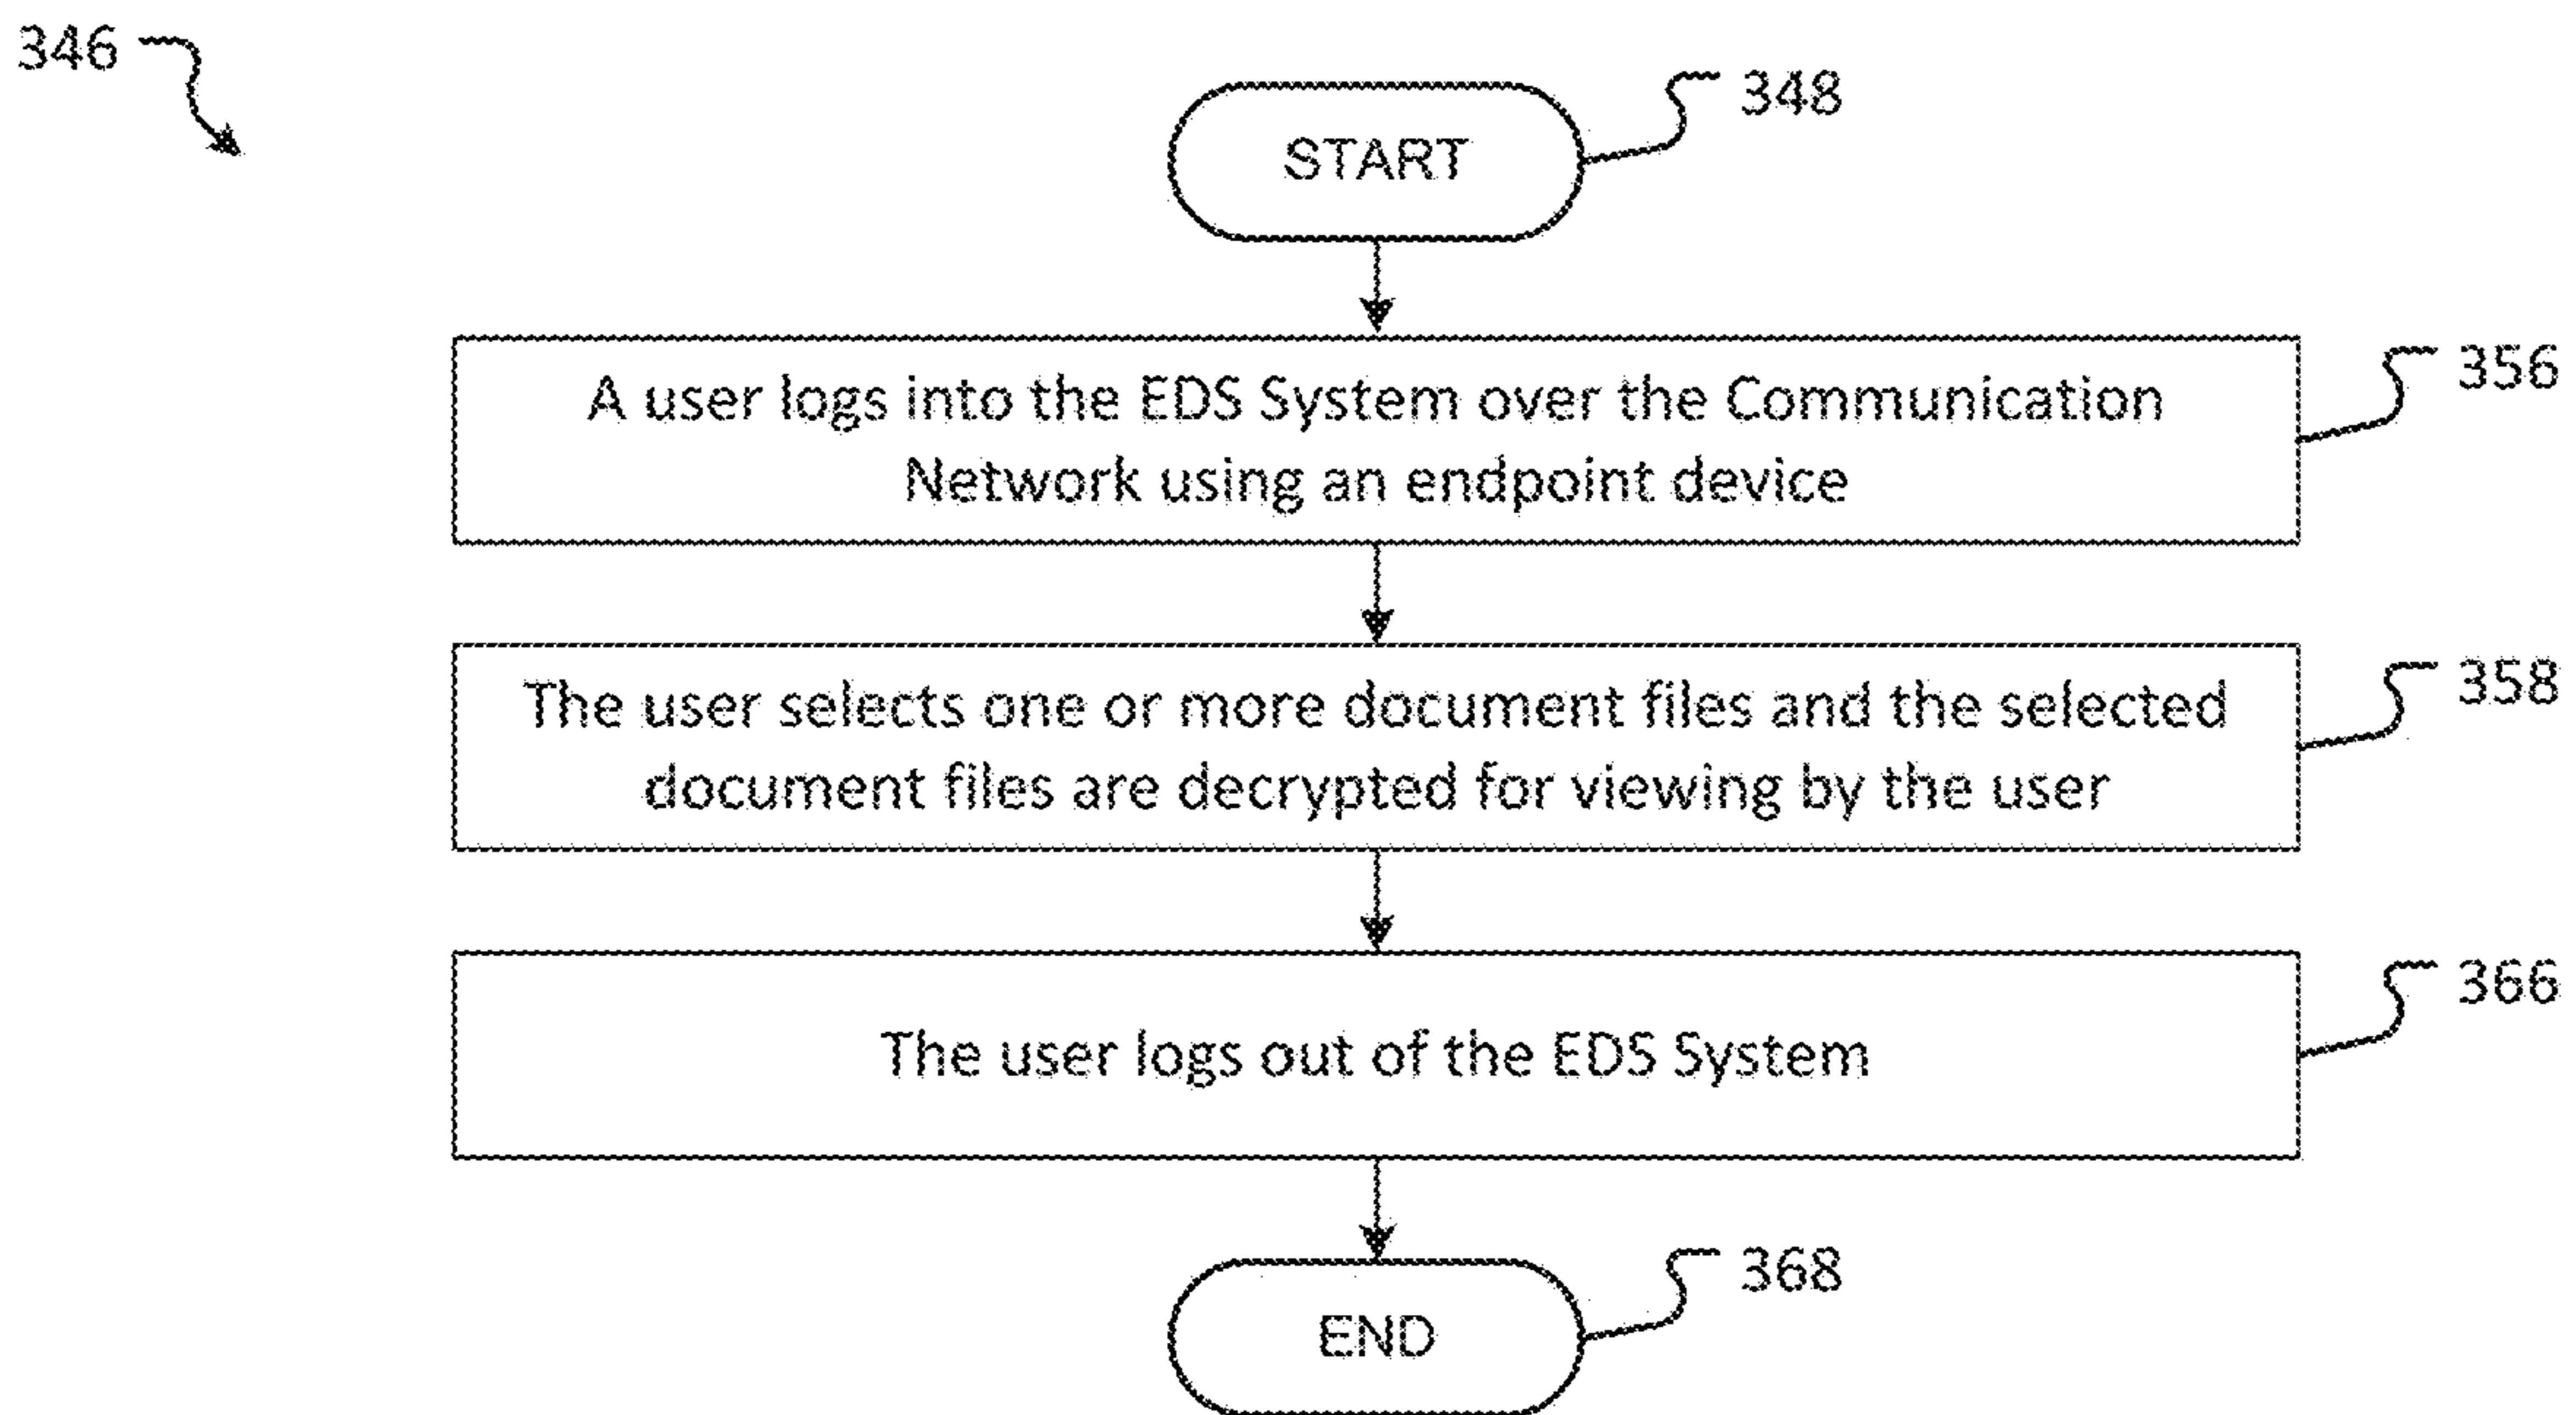 346
348
START
356
A user logs into the EDS System over the Communication
Network using an endpoint device
358
The user selects one or more document files and the selected
document files are decrypted for viewing by the user
366
The user logs out of the EDS System
368
END